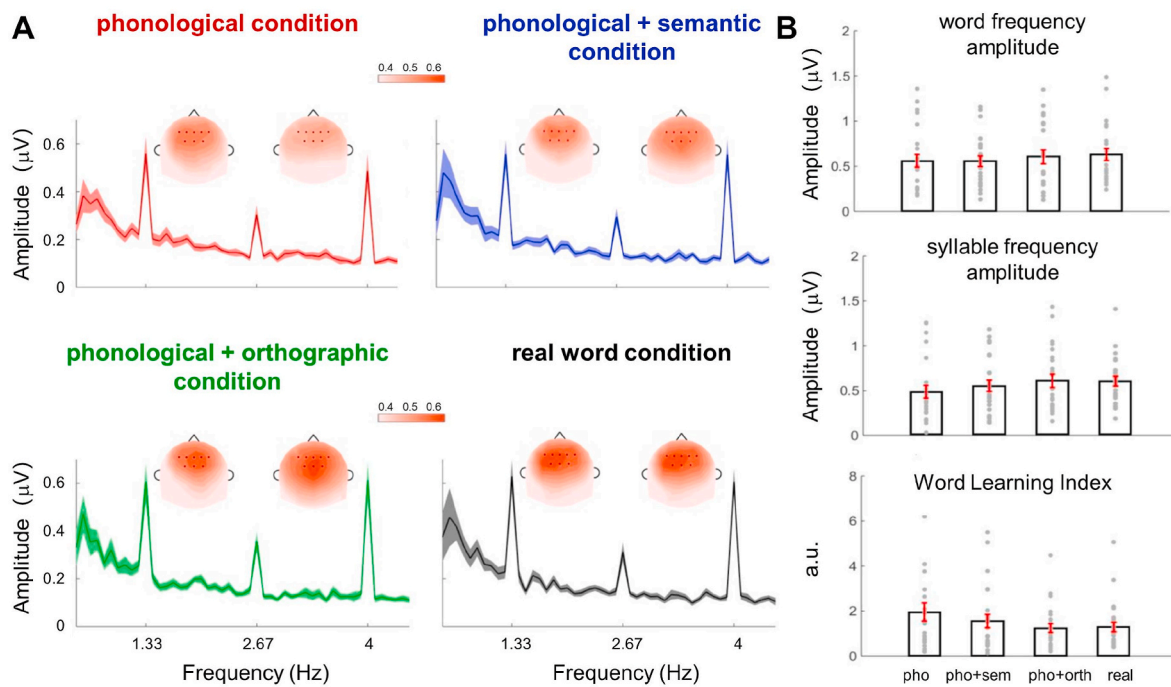 A
phonological condition
phonological + semantic
condition
0.4 0.5 0.6
Amplitude (μV)
0.6
0.4
0.2
0
phonological + orthographic
condition
real word condition
0.4 0.5 0.6
Amplitude (μV)
0.6
0.4
0.2
0
1.33 2.67 4
1.33 2.67 4
Frequency (Hz)
Frequency (Hz)
B
word frequency
amplitude
Amplitude (μV)
2
1.5
1
0.5
0
syllable frequency
amplitude
Amplitude (μV)
2
1.5
1
0.5
0
Word Learning Index
a.u.
8
6
4
2
0
pho pho+sem pho+orth real